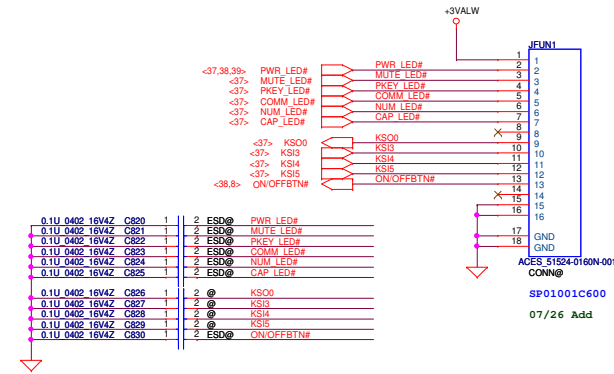 +3VALW
JFUN1
1 1
<37,38,39> PWR_LED# PWR_LED# 2 2
<37> MUTE_LED# MUTE_LED# 3 3
<37> PKEY_LED# PKEY_LED# 4 4
<37> COMM_LED# COMM_LED# 5 5
<37> NUM_LED# NUM_LED# 6 6
<37> CAP_LED# CAP_LED# 7 7
8 8
<37> KSO0 KSO0 9 9
<37> KSI3 KSI3 10 10
<37> KSI4 KSI4 11 11
<37> KSI5 KSI5 12 12
<38,8> ON/OFFBTN# ON/OFFBTN# 13 13
14 14
15 15
16 16
17 GND
18 GND
ACES_51524-0160N-001
CONN@
SP01001C600
07/26 Add
0.1U_0402_16V4Z C820 1 2 ESD@ PWR_LED#
0.1U_0402_16V4Z C821 1 2 ESD@ MUTE_LED#
0.1U_0402_16V4Z C822 1 2 ESD@ PKEY_LED#
0.1U_0402_16V4Z C823 1 2 ESD@ COMM_LED#
0.1U_0402_16V4Z C824 1 2 ESD@ NUM_LED#
0.1U_0402_16V4Z C825 1 2 ESD@ CAP_LED#
0.1U_0402_16V4Z C826 1 2 @ KSO0
0.1U_0402_16V4Z C827 1 2 @ KSI3
0.1U_0402_16V4Z C828 1 2 @ KSI4
0.1U_0402_16V4Z C829 1 2 @ KSI5
0.1U_0402_16V4Z C830 1 2 ESD@ ON/OFFBTN#